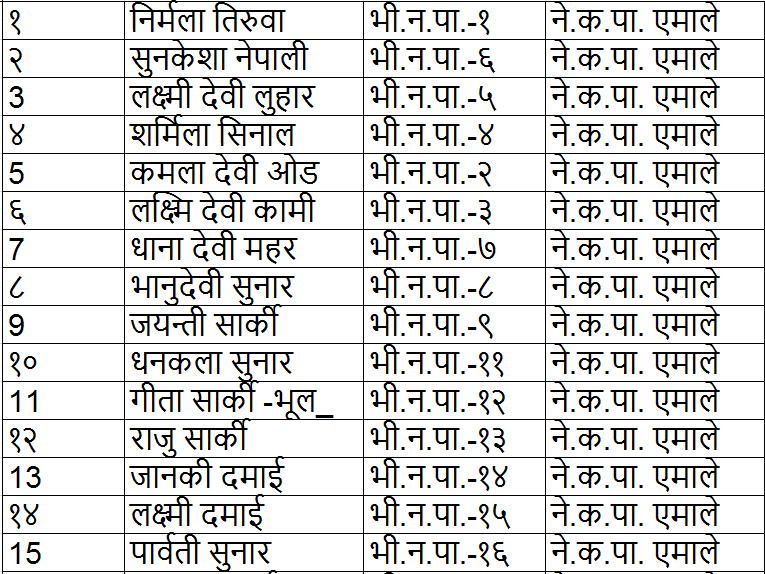 १ निर्मला तिरुवा भी.न.पा.-१ ने.क.पा. एमाले
२ सुनकेशा नेपाली भी.न.पा.-६ ने.क.पा. एमाले
3 लक्ष्मी देवी लुहार भी.न.पा.-५ ने.क.पा. एमाले
४ शर्मिला सिनाल भी.न.पा.-४ ने.क.पा. एमाले
5 कमला देवी ओड भी.न.पा.-२ ने.क.पा. एमाले
६ लक्ष्मि देवी कामी भी.न.पा.-३ ने.क.पा. एमाले
7 धाना देवी महर भी.न.पा.-७ ने.क.पा. एमाले
८ भानुदेवी सुनार भी.न.पा.-८ ने.क.पा. एमाले
9 जयन्ती सार्की भी.न.पा.-९ ने.क.पा. एमाले
१० धनकला सुनार भी.न.पा.-११ ने.क.पा. एमाले
11 गीता सार्की -भूल_ भी.न.पा.-१२ ने.क.पा. एमाले
१२ राजु सार्की भी.न.पा.-१३ ने.क.पा. एमाले
13 जानकी दमाई भी.न.पा.-१४ ने.क.पा. एमाले
१४ लक्ष्मी दमाई भी.न.पा.-१५ ने.क.पा. एमाले
15 पार्वती सुनार भी.न.पा.-१६ ने.क.पा. एमाले